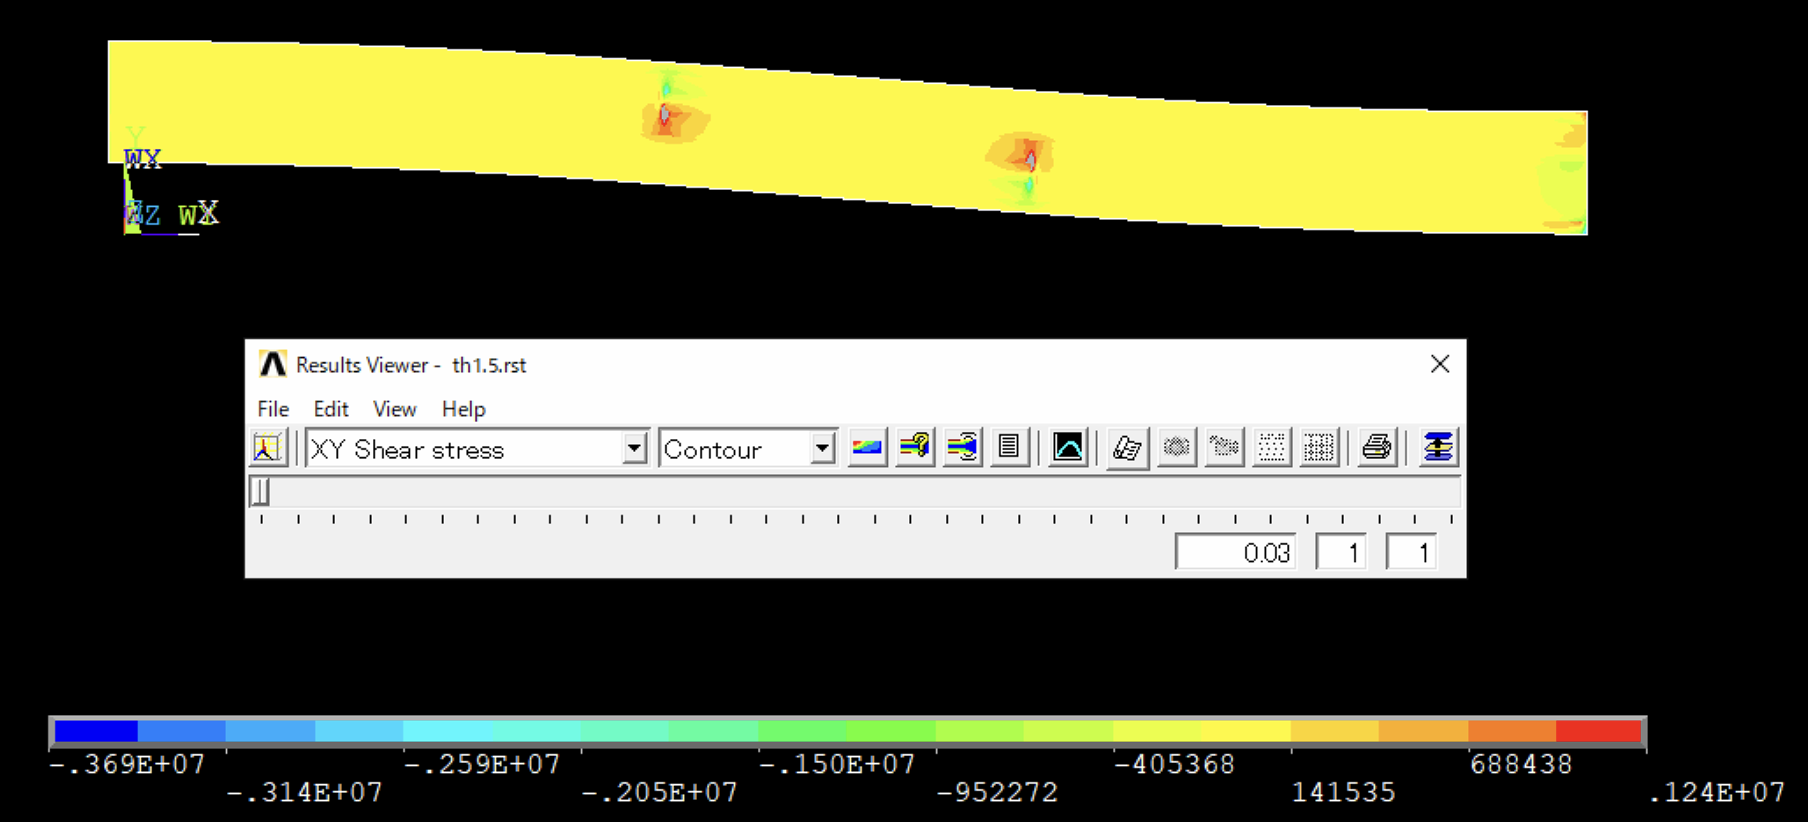 Y
WX
WZ WX
Results Viewer - th1.5.rst
File Edit View Help
XY Shear stress Contour
0.03 1 1
-.369E+07 -.259E+07 -.150E+07 -405368 688438
-.314E+07 -.205E+07 -952272 141535 .124E+07